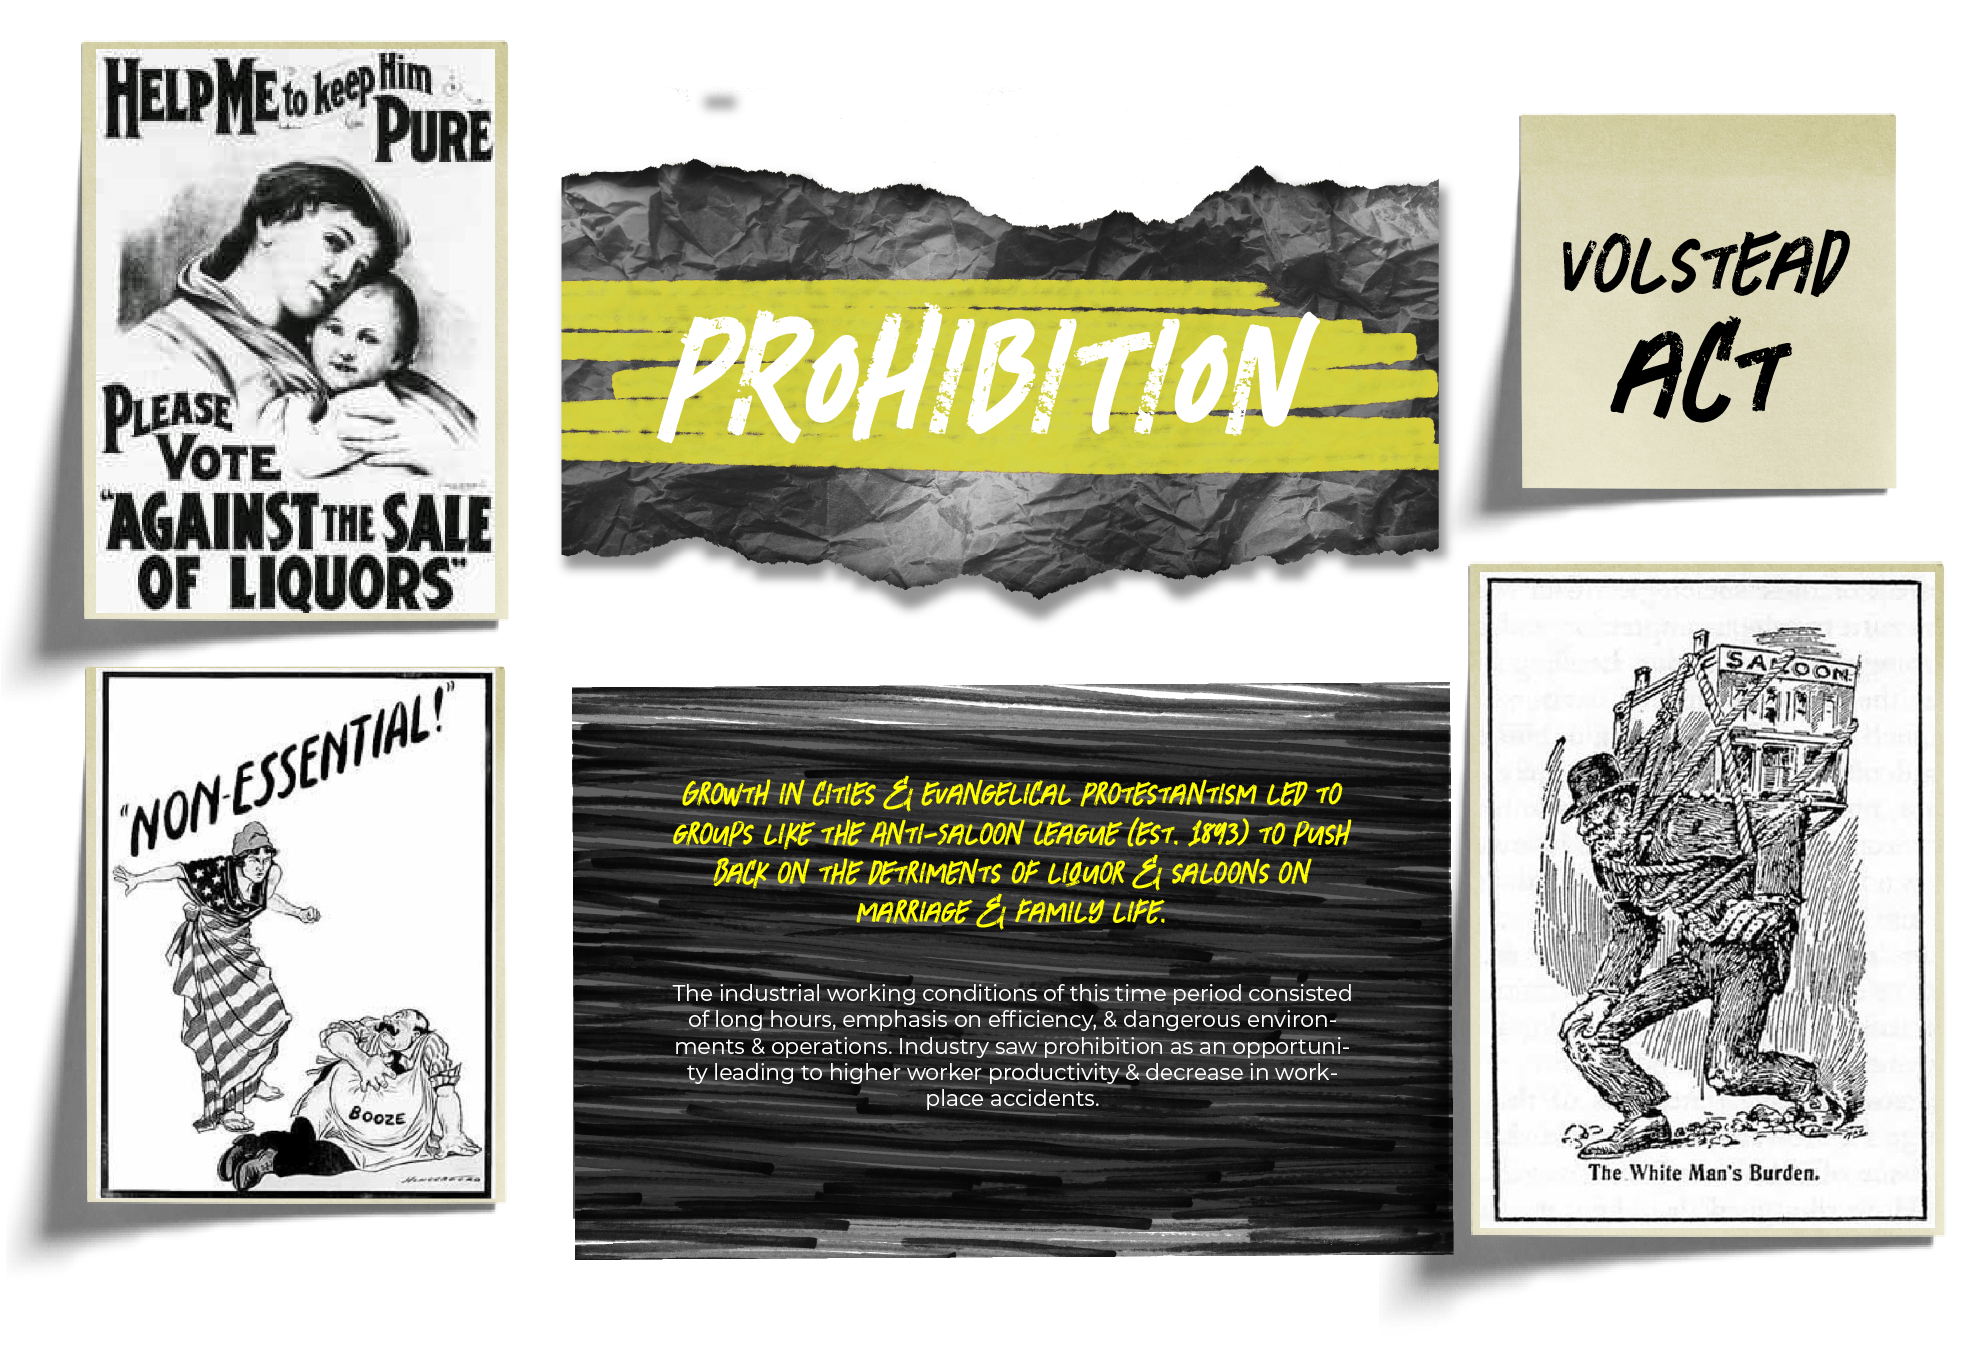 HELP ME to keep Him
PURE
PLEASE
VOTE
"AGAINST THE SALE
OF LIQUORS"
PROHIBITION
VOLSTEAD
ACT
"NON-ESSENTIAL!"
BOOZE
GROWTH IN CITIES & EVANGELICAL PROTESTANTISM LED TO
GROUPS LIKE THE ANTI-SALOON LEAGUE (EST. 1893) TO PUSH
BACK ON THE DETRIMENTS OF LIQUOR & SALOONS ON
MARRIAGE & FAMILY LIFE.
The industrial working conditions of this time period consisted
of long hours, emphasis on efficiency, & dangerous environ-
ments & operations. Industry saw prohibition as an opportuni-
ty leading to higher worker productivity & decrease in work-
place accidents.
SALOON
The White Man's Burden.